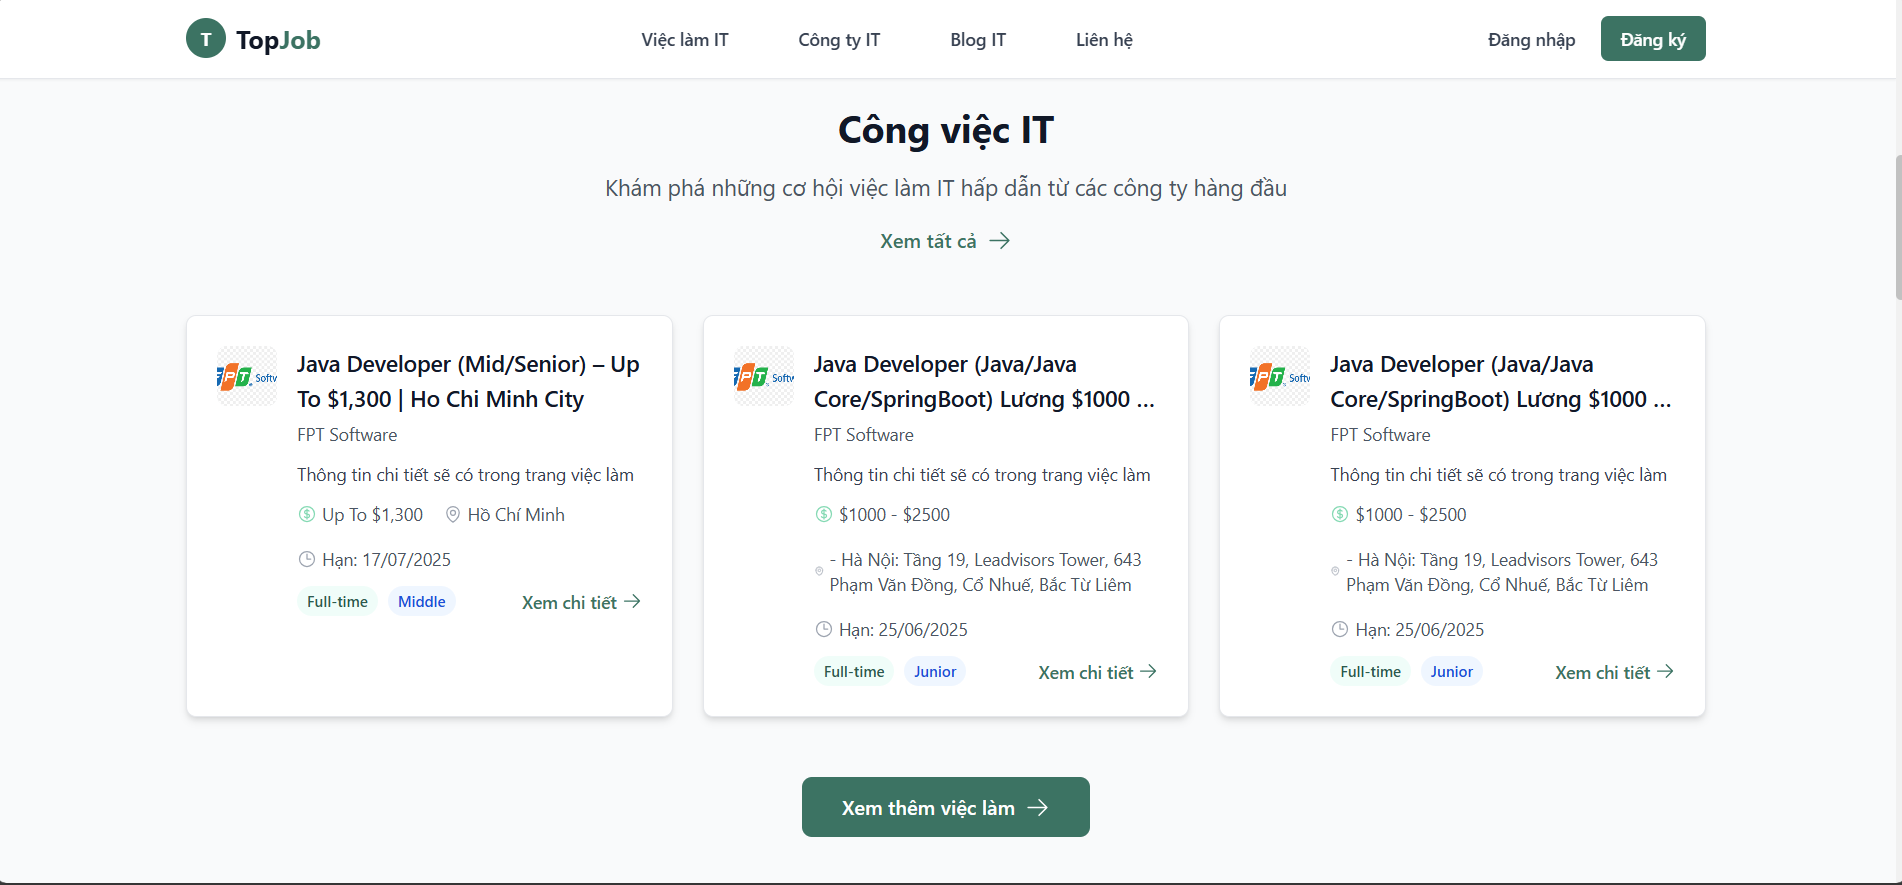 T TopJob
Việc làm IT
Công ty IT
Blog IT
Liên hệ
Đăng nhập
Đăng ký
Công việc IT
Khám phá những cơ hội việc làm IT hấp dẫn từ các công ty hàng đầu
Xem tất cả
FPT Softw
Java Developer (Mid/Senior) – Up
To $1,300 | Ho Chi Minh City
FPT Software
Thông tin chi tiết sẽ có trong trang việc làm
Up To $1,300
Hồ Chí Minh
Hạn: 17/07/2025
Full-time
Middle
Xem chi tiết
FPT Softw
Java Developer (Java/Java
Core/SpringBoot) Lương $1000 ...
FPT Software
Thông tin chi tiết sẽ có trong trang việc làm
$1000 - $2500
- Hà Nội: Tầng 19, Leadvisors Tower, 643
Phạm Văn Đồng, Cổ Nhuế, Bắc Từ Liêm
Hạn: 25/06/2025
Full-time
Junior
Xem chi tiết
FPT Softw
Java Developer (Java/Java
Core/SpringBoot) Lương $1000 ...
FPT Software
Thông tin chi tiết sẽ có trong trang việc làm
$1000 - $2500
- Hà Nội: Tầng 19, Leadvisors Tower, 643
Phạm Văn Đồng, Cổ Nhuế, Bắc Từ Liêm
Hạn: 25/06/2025
Full-time
Junior
Xem chi tiết
Xem thêm việc làm